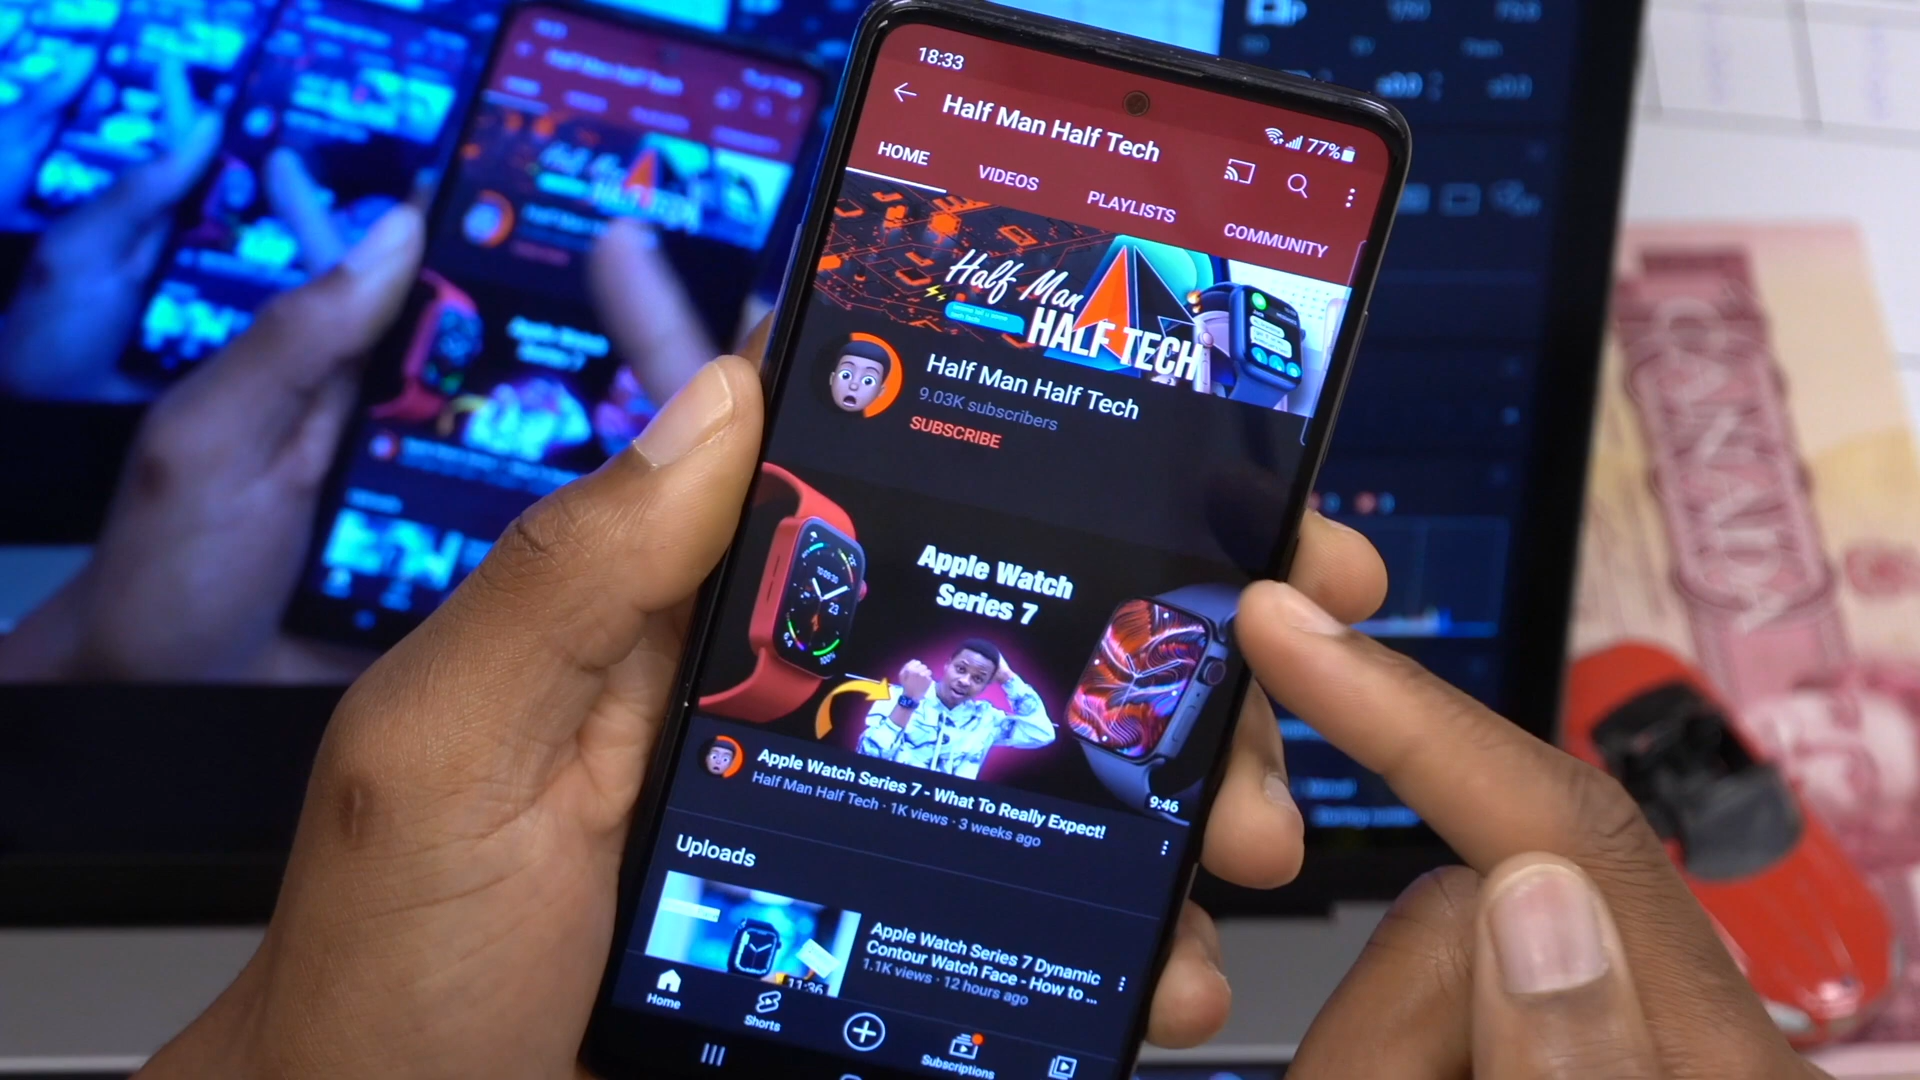 18:33
77%
Half Man Half Tech
HOME
VIDEOS
PLAYLISTS
COMMUNITY
Half Man
HALF TECH
Half Man Half Tech
9.03K subscribers
SUBSCRIBE
Apple Watch
Series 7
9:46
Apple Watch Series 7 - What To Really Expect!
Half Man Half Tech · 1K views · 3 weeks ago
Uploads
11:36
Apple Watch Series 7 Dynamic
Contour Watch Face - How to ...
1.1K views · 12 hours ago
Home
Shorts
Subscriptions
CANADA